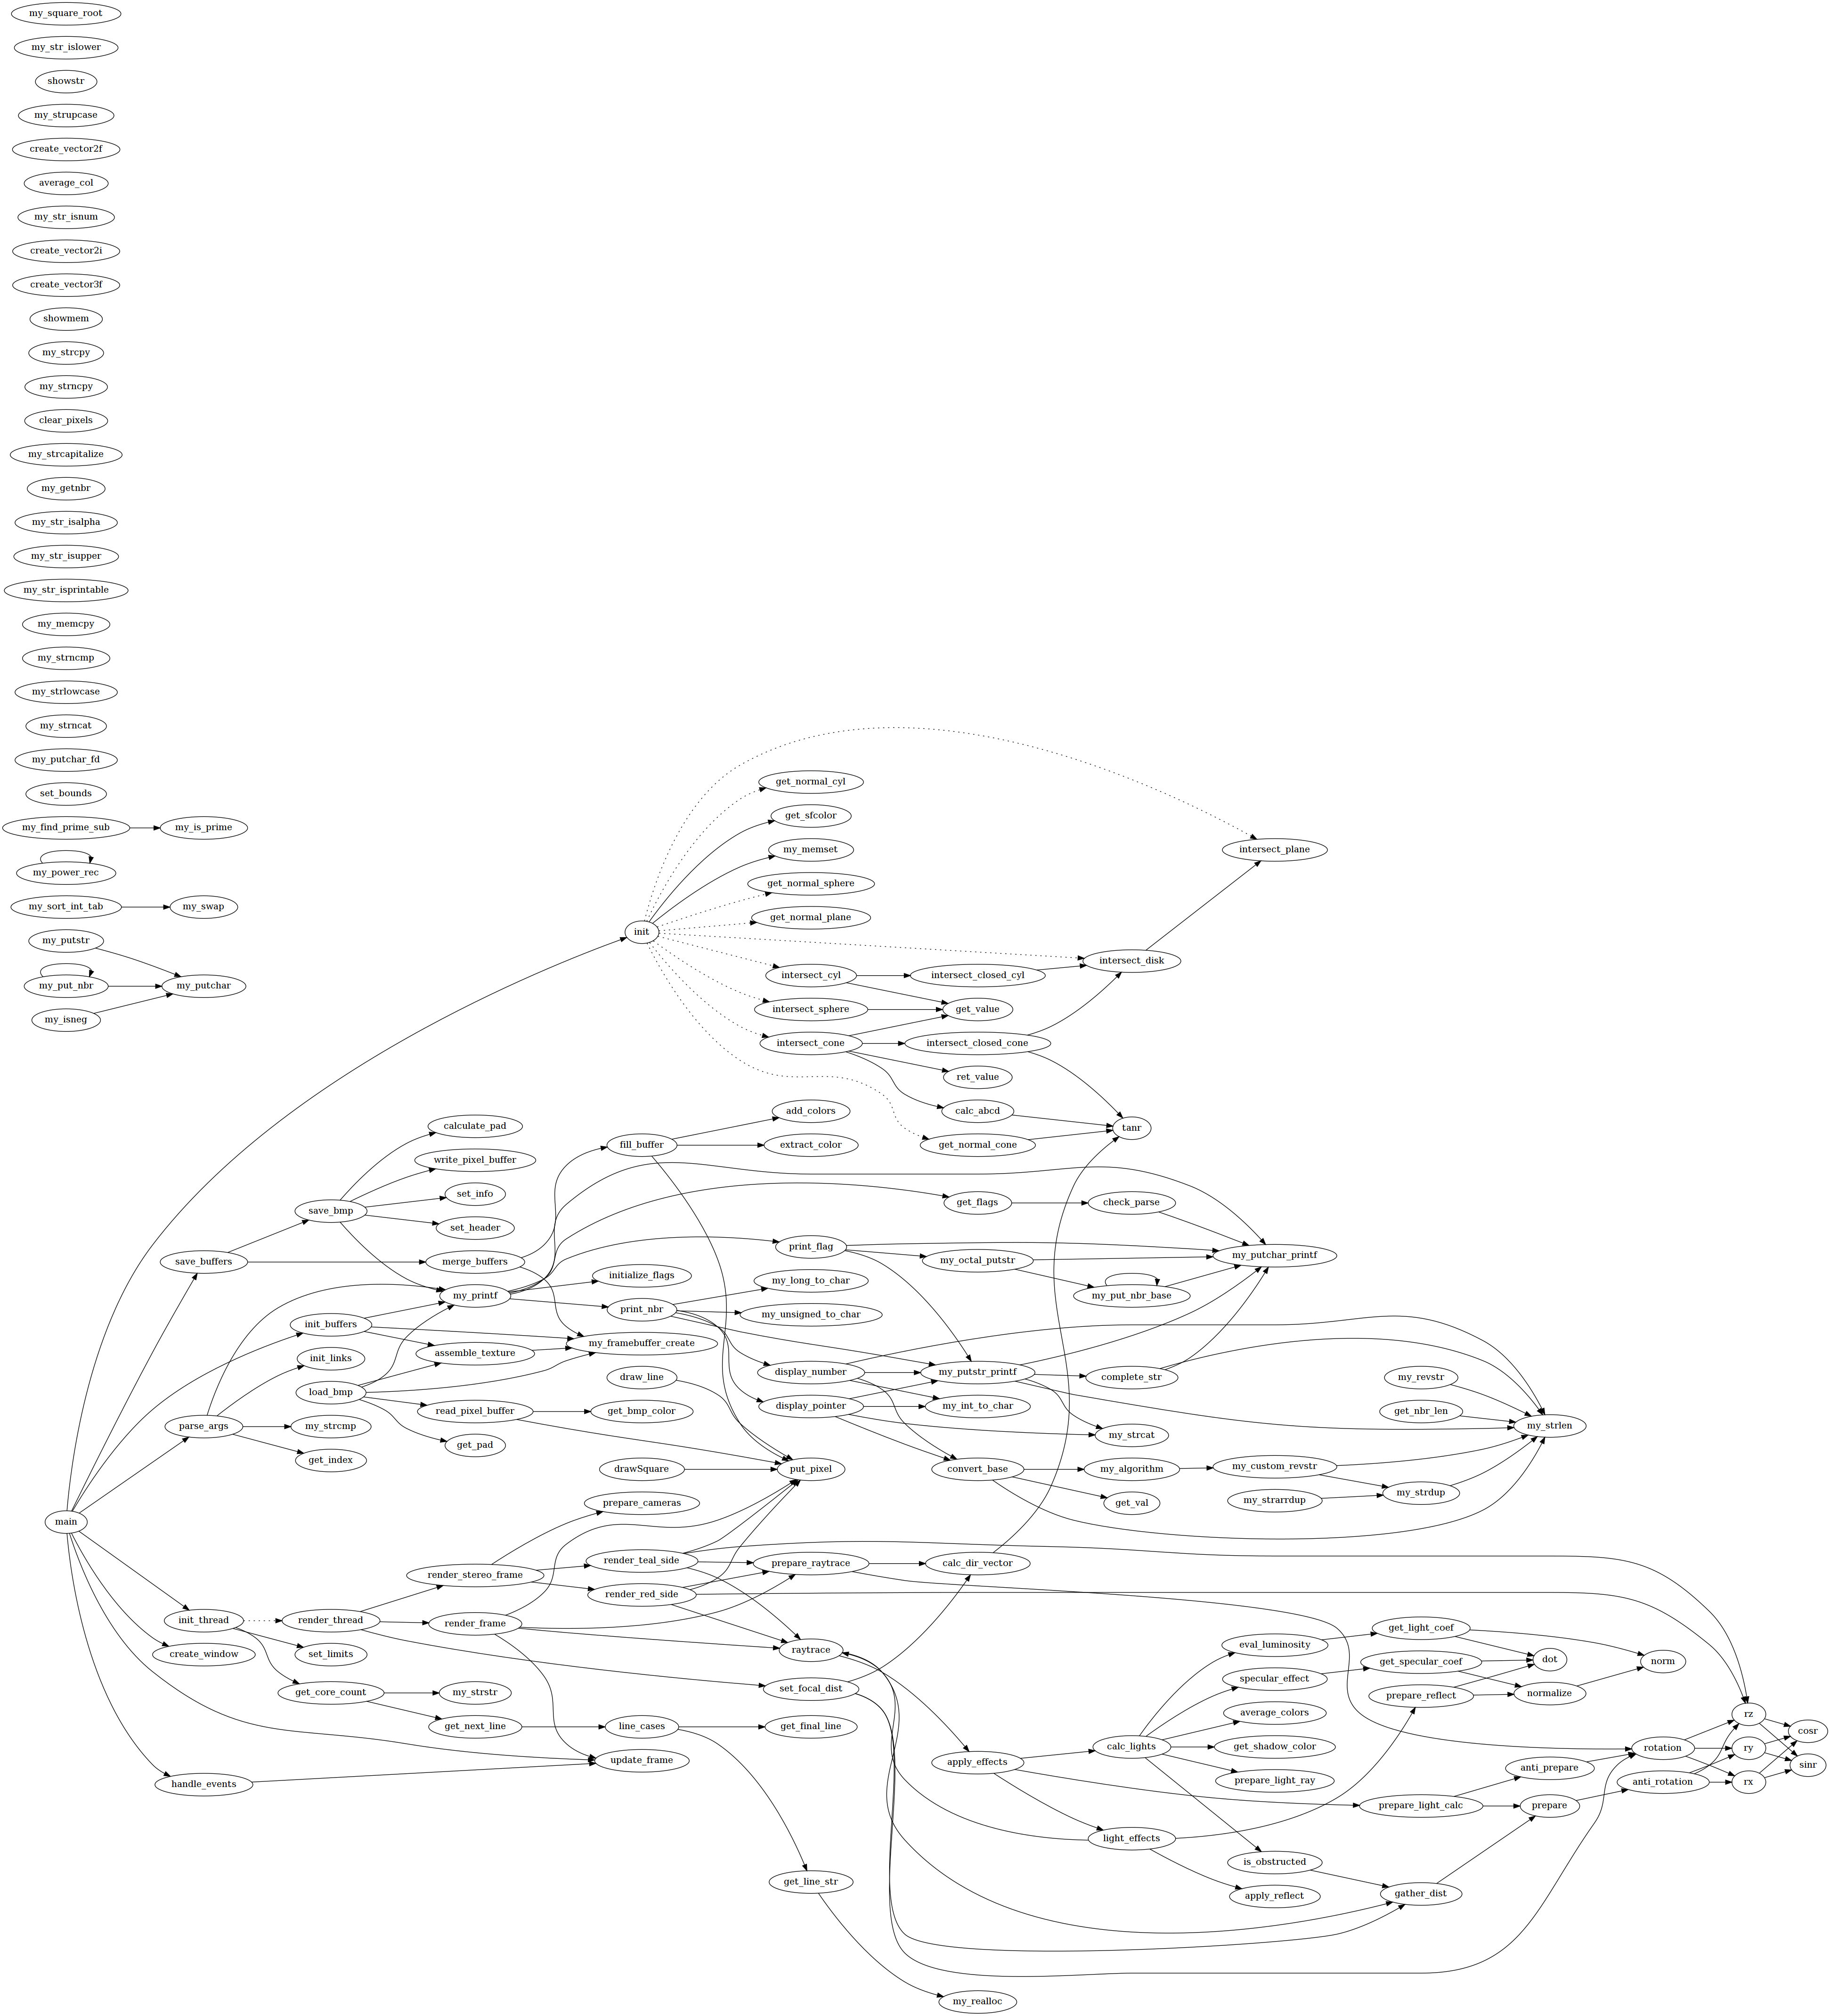 my_square_root
my_str_islower
showstr
my_strupcase
create_vector2f
average_col
my_str_isnum
create_vector2i
create_vector3f
showmem
my_strcpy
my_strncpy
clear_pixels
my_strcapitalize
my_getnbr
my_str_isalpha
my_str_isupper
my_str_isprintable
my_memcpy
my_strncmp
my_strlowcase
my_strncat
my_putchar_fd
set_bounds
my_find_prime_sub
my_is_prime
my_power_rec
my_sort_int_tab
my_swap
my_putstr
my_put_nbr
my_putchar
my_isneg
main
save_buffers
parse_args
init_thread
create_window
handle_events
save_bmp
init_buffers
init_links
load_bmp
my_strcmp
get_index
render_thread
set_limits
get_core_count
calculate_pad
write_pixel_buffer
set_info
set_header
merge_buffers
my_printf
assemble_texture
read_pixel_buffer
get_pad
render_stereo_frame
render_frame
my_strstr
get_next_line
init
fill_buffer
initialize_flags
print_nbr
my_framebuffer_create
draw_line
get_bmp_color
drawSquare
prepare_cameras
render_teal_side
render_red_side
line_cases
update_frame
get_normal_cyl
get_sfcolor
my_memset
get_normal_sphere
get_normal_plane
intersect_cyl
intersect_sphere
intersect_cone
add_colors
extract_color
print_flag
my_long_to_char
my_unsigned_to_char
display_number
display_pointer
put_pixel
prepare_raytrace
raytrace
set_focal_dist
get_final_line
get_line_str
intersect_closed_cyl
get_value
intersect_closed_cone
ret_value
calc_abcd
get_normal_cone
get_flags
my_octal_putstr
my_putstr_printf
my_int_to_char
convert_base
calc_dir_vector
apply_effects
my_realloc
intersect_disk
tanr
check_parse
my_put_nbr_base
complete_str
my_strcat
my_algorithm
get_val
calc_lights
light_effects
intersect_plane
my_putchar_printf
my_custom_revstr
my_strarrdup
eval_luminosity
specular_effect
average_colors
get_shadow_color
prepare_light_ray
is_obstructed
apply_reflect
my_revstr
get_nbr_len
my_strdup
get_light_coef
get_specular_coef
prepare_reflect
prepare_light_calc
gather_dist
my_strlen
dot
normalize
anti_prepare
prepare
norm
rotation
anti_rotation
rz
ry
rx
cosr
sinr